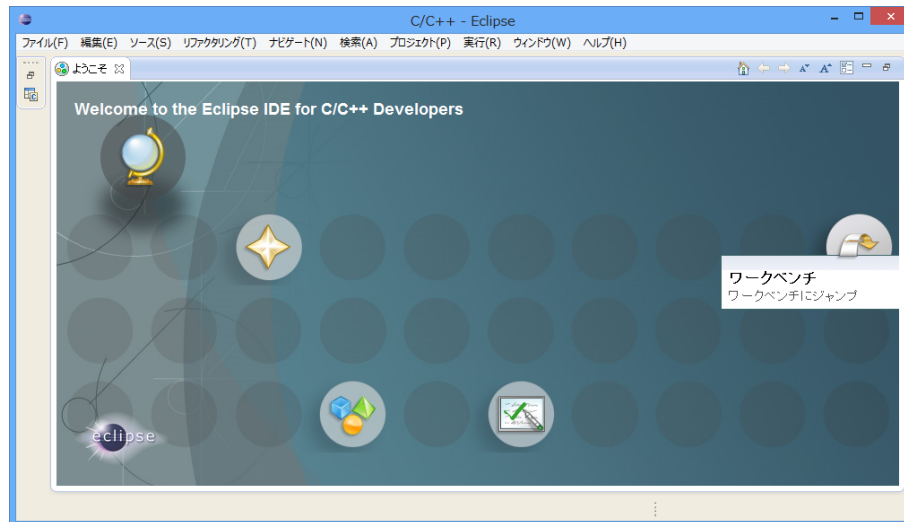 C/C++ - Eclipse
ファイル(F) 編集(E) ソース(S) リファクタリング(T) ナビゲート(N) 検索(A) プロジェクト(P) 実行(R) ウィンドウ(W) ヘルプ(H)
ようこそ
Welcome to the Eclipse IDE for C/C++ Developers
ワークベンチ
ワークベンチにジャンプ
eclipse